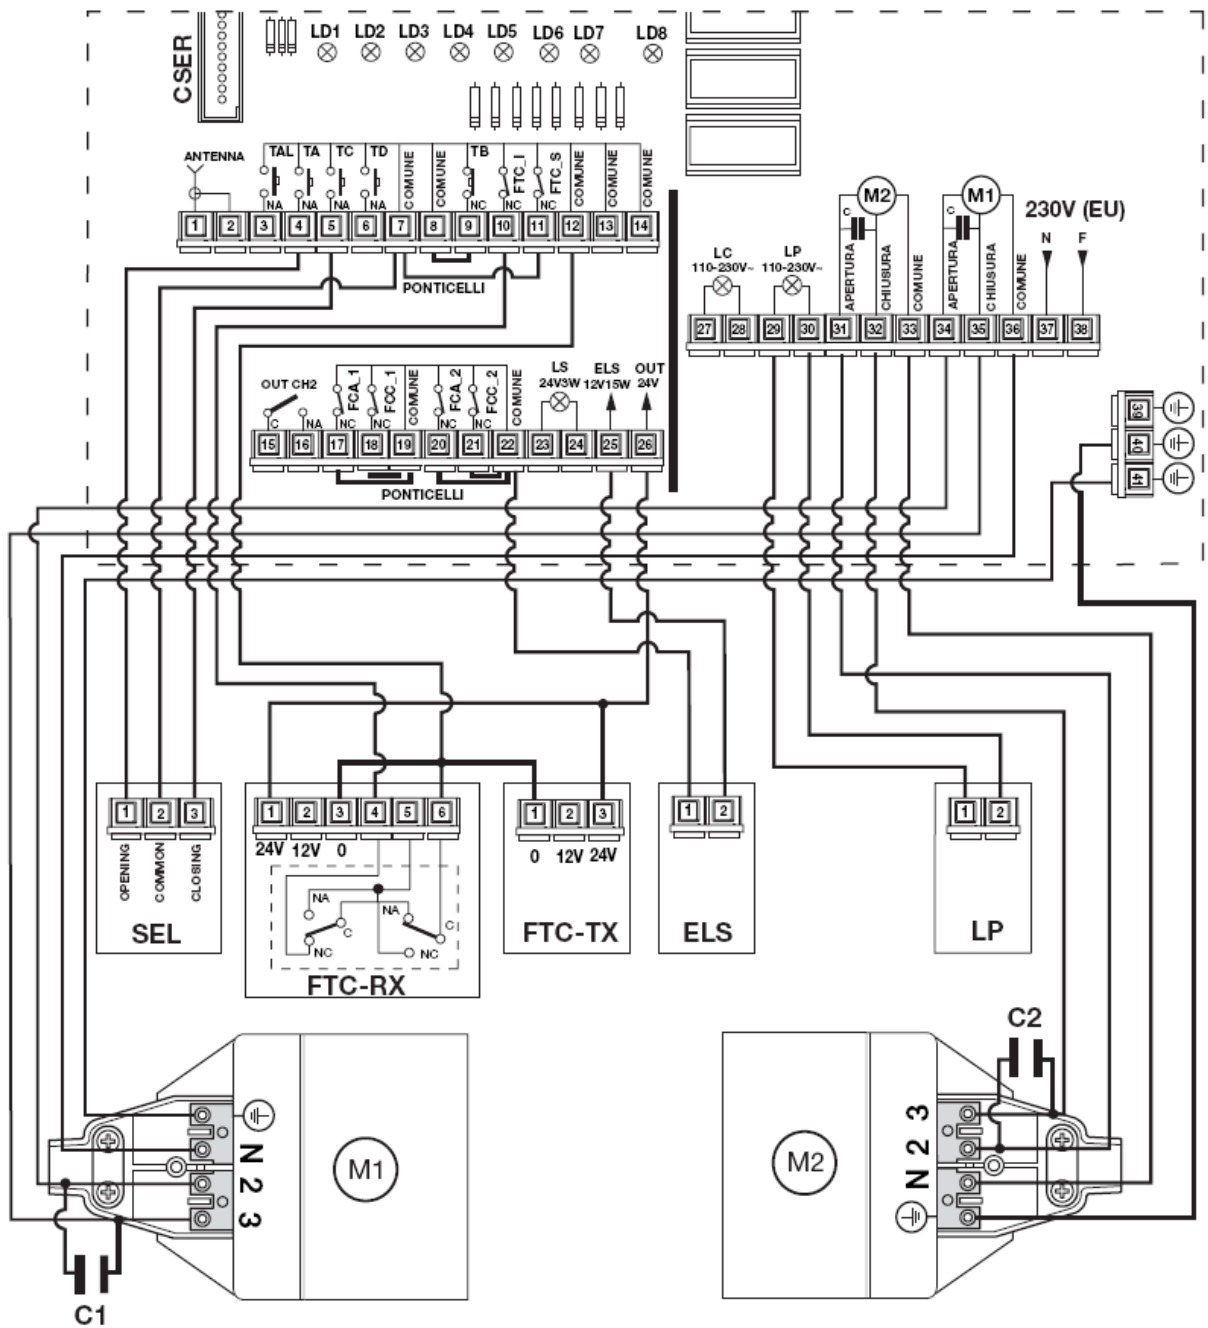 CSER
LD1 LD2 LD3 LD4 LD5 LD6 LD7 LD8
ANTENNA
TAL TA TC TD COMUNE COMUNE TB FTC_I FTC_S COMUNE COMUNE COMUNE
NA NA NA NA NC NC NC
1 2 3 4 5 6 7 8 9 10 11 12 13 14
PONTICELLI
M2 M1
230V (EU)
C C
N F
LC
110-230V~
LP
110-230V~
APERTURA CHIUSURA COMUNE APERTURA CHIUSURA COMUNE
27 28 29 30 31 32 33 34 35 36 37 38
OUT CH2
C NA
FCA_1 FCC_1 COMUNE FCA_2 FCC_2 COMUNE
NC NC NC NC
LS
24V3W
ELS
12V15W
OUT
24V
15 16 17 18 19 20 21 22 23 24 25 26
PONTICELLI
39
40
41
1 2 3
OPENING COMMON CLOSING
SEL
1 2 3 4 5 6
24V 12V 0
NA NA
C C
NC NC
FTC-RX
1 2 3
0 12V 24V
FTC-TX
1 2
ELS
1 2
LP
N
2
3
M1
C1
C2
3
2
N
M2